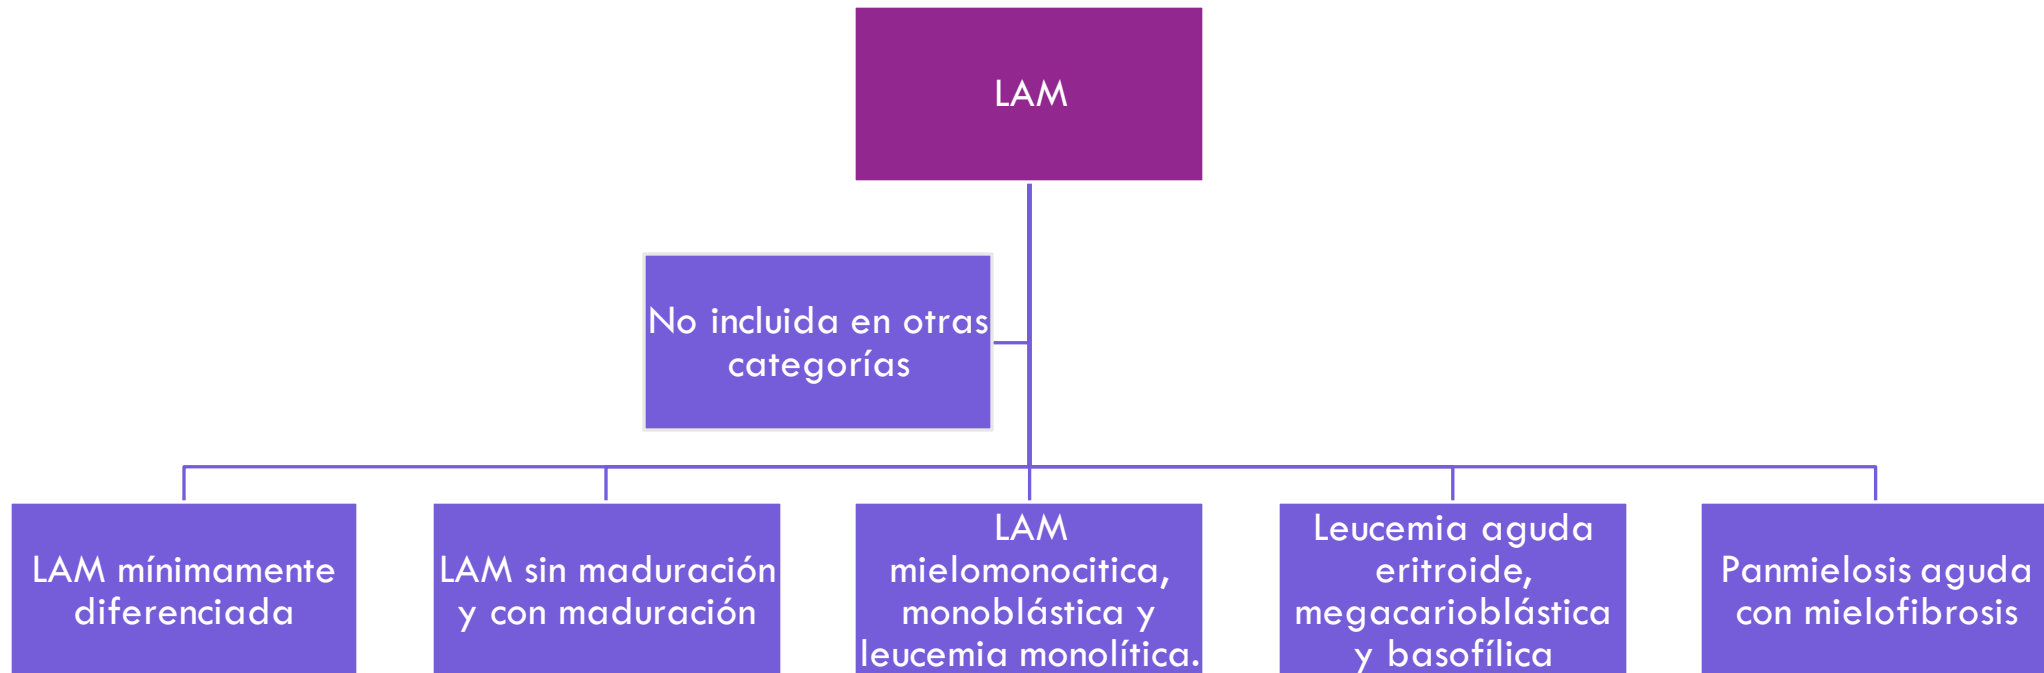 LAM
No incluida en otras
categorías
LAM mínimamente
diferenciada
LAM sin maduración
y con maduración
LAM
mielomonocitica,
monoblástica y
leucemia monolítica.
Leucemia aguda
eritroide,
megacarioblástica
y basofílica
Panmielosis aguda
con mielofibrosis